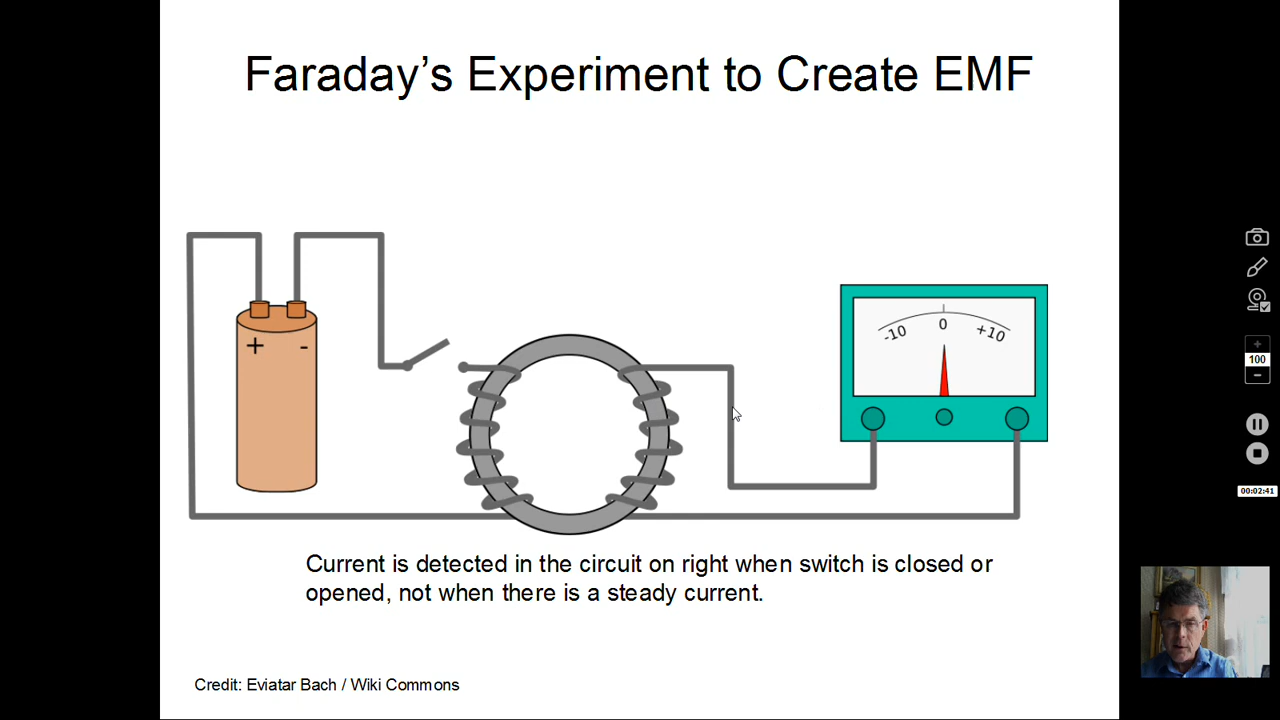 Faraday’s Experiment to Create EMF
+ -
-10 0 +10
+
100
-
00:02:41
Current is detected in the circuit on right when switch is closed or
opened, not when there is a steady current.
Credit: Eviatar Bach / Wiki Commons